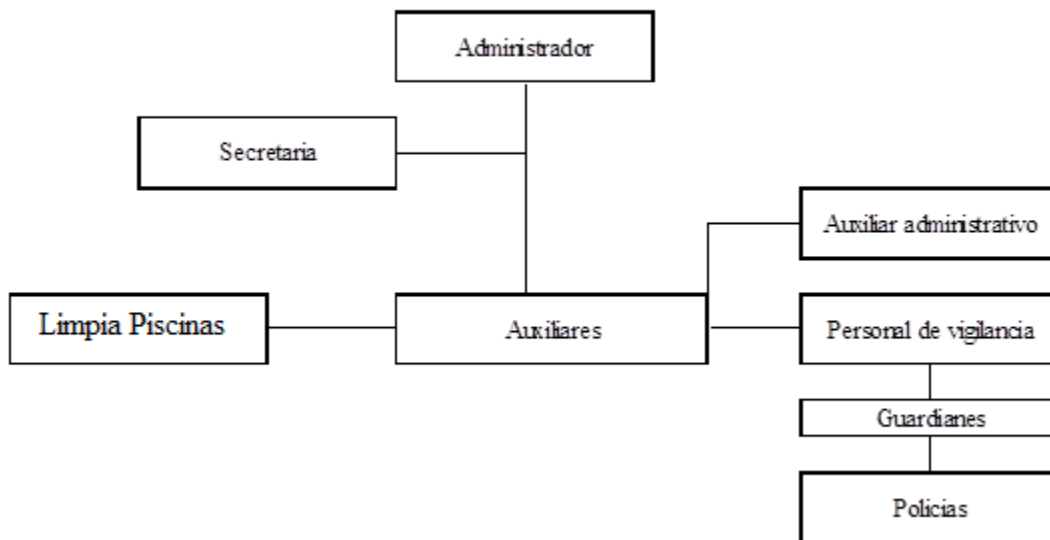 Administrador
Secretaria
Auxiliar administrativo
Limpia Piscinas
Auxiliares
Personal de vigilancia
Guardianes
Policias